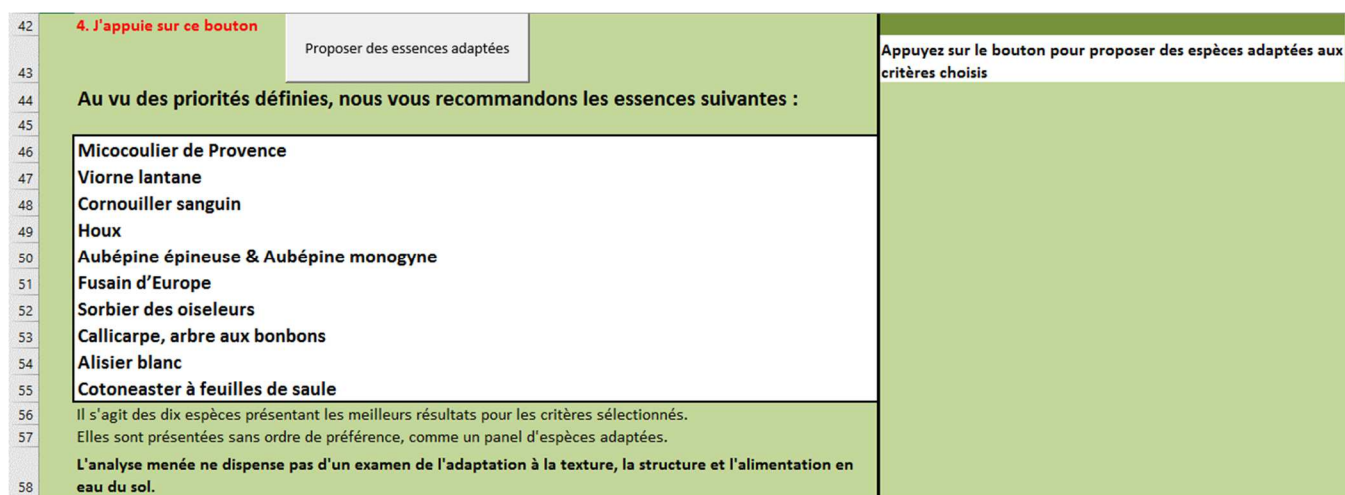 42
4. J'appuie sur ce bouton
Proposer des essences adaptées
Appuyez sur le bouton pour proposer des espèces adaptées aux
43
critères choisis
44
Au vu des priorités définies, nous vous recommandons les essences suivantes :
45
46
Micocoulier de Provence
47
Viorne lantane
48
Cornouiller sanguin
49
Houx
50
Aubépine épineuse & Aubépine monogyne
51
Fusain d’Europe
52
Sorbier des oiseleurs
53
Callicarpe, arbre aux bonbons
54
Alisier blanc
55
Cotoneaster à feuilles de saule
56
Il s'agit des dix espèces présentant les meilleurs résultats pour les critères sélectionnés.
57
Elles sont présentées sans ordre de préférence, comme un panel d'espèces adaptées.
L'analyse menée ne dispense pas d'un examen de l'adaptation à la texture, la structure et l'alimentation en
58
eau du sol.